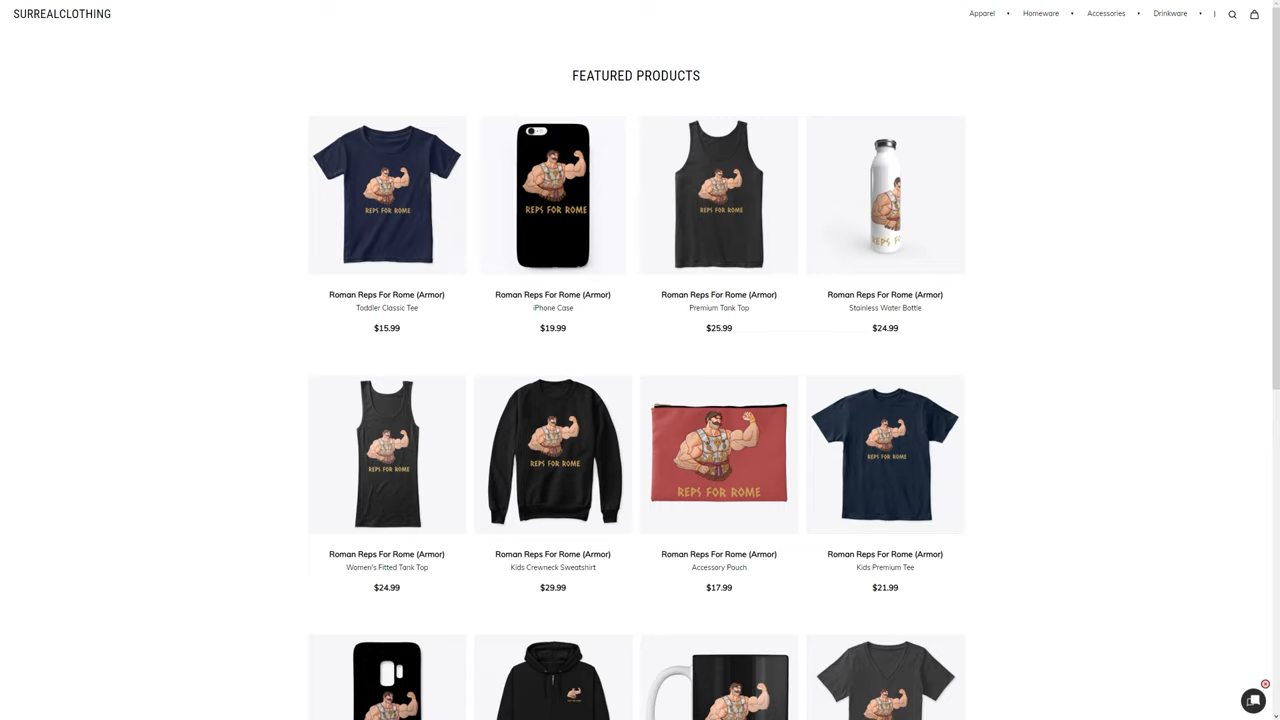 SURREALCLOTHING
Apparel • Homeware • Accessories • Drinkware • |
FEATURED PRODUCTS
REPS FOR ROME
REPS FOR ROME
REPS FOR ROME
REPS F
Roman Reps For Rome (Armor)
Toddler Classic Tee
$15.99
Roman Reps For Rome (Armor)
iPhone Case
$19.99
Roman Reps For Rome (Armor)
Premium Tank Top
$25.99
Roman Reps For Rome (Armor)
Stainless Water Bottle
$24.99
REPS FOR ROME
REPS FOR ROME
REPS FOR ROME
REPS FOR ROME
Roman Reps For Rome (Armor)
Women's Fitted Tank Top
$24.99
Roman Reps For Rome (Armor)
Kids Crewneck Sweatshirt
$29.99
Roman Reps For Rome (Armor)
Accessory Pouch
$17.99
Roman Reps For Rome (Armor)
Kids Premium Tee
$21.99